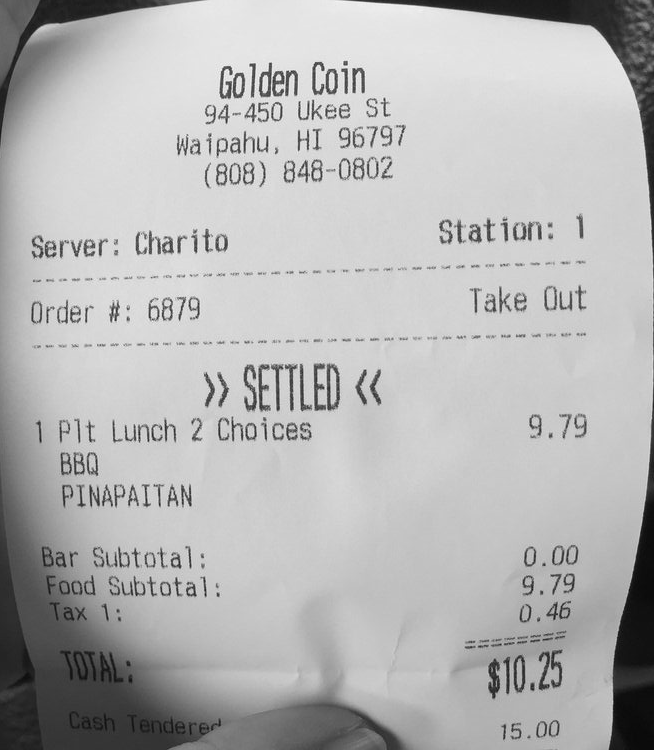 Golden Coin
94-450 Ukee St
Waipahu, HI 96797
(808) 848-0802
Server: Charito Station: 1
Order #: 6879 Take Out
>> SETTLED <<
1 Plt Lunch 2 Choices 9.79
BBQ
PINAPAITAN
Bar Subtotal: 0.00
Food Subtotal: 9.79
Tax 1: 0.46
TOTAL: $10.25
Cash Tendered 15.00